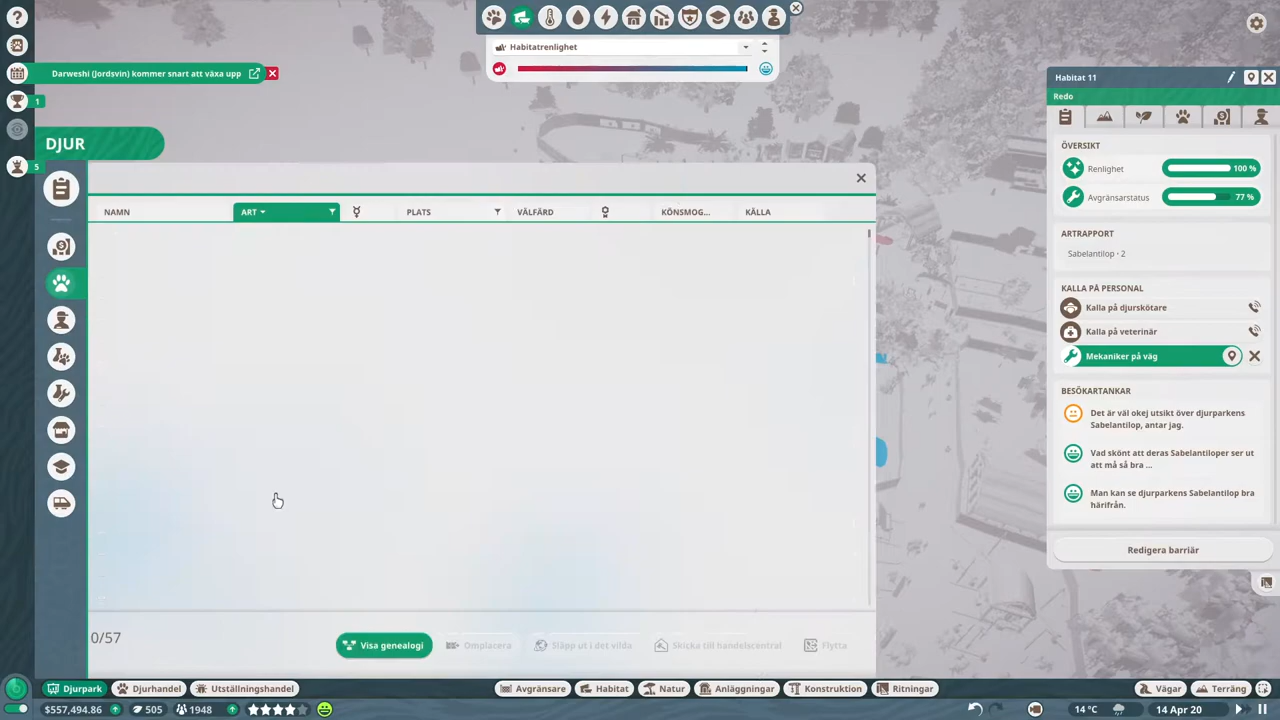 Habitatrenlighet
Darweshi (Jordsvin) kommer snart att växa upp
1
5
DJUR
NAMN
ART
PLATS
VÄLFÄRD
KÖNSMOG...
KÄLLA
0/57
Visa genealogi
Omplacera
Släpp ut i det vilda
Skicka till handelscentral
Flytta
Habitat 11
Redo
ÖVERSIKT
Renlighet
100 %
Avgränsarstatus
77 %
ARTRAPPORT
Sabelantilop · 2
KALLA PÅ PERSONAL
Kalla på djurskötare
Kalla på veterinär
Mekaniker på väg
BESÖKARTANKAR
Det är väl okej utsikt över djurparkens
Sabelantilop, antar jag.
Vad skönt att deras Sabelantiloper ser ut
att må så bra ...
Man kan se djurparkens Sabelantilop bra
härifrån.
Redigera barriär
Djurpark
Djurhandel
Utställningshandel
Avgränsare
Habitat
Natur
Anläggningar
Konstruktion
Ritningar
Vägar
Terräng
$557,494.86
505
1948
14 °C
14 Apr 20